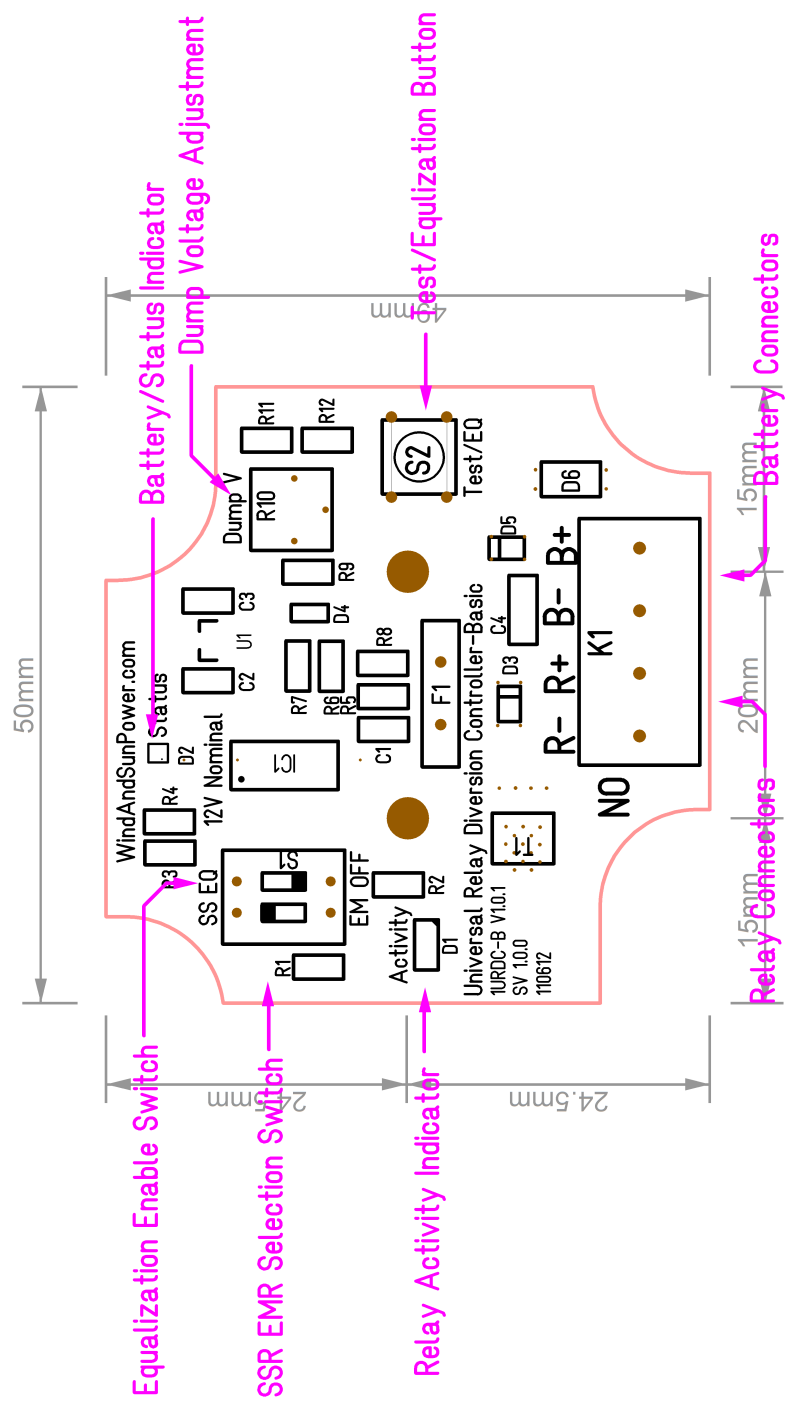 Equalization Enable Switch
SSR EMR Selection Switch
Relay Activity Indicator
Battery/Status Indicator
Dump Voltage Adjustment
Test/Equlization Button
Battery Connectors
Relay Connectors
50mm
49mm
24.5mm
24.5mm
15mm
20mm
15mm
WindAndSunPower.com
Status
D2
R4
R3
12V Nominal
SS EQ
S1
EM OFF
R1
R2
Activity
D1
IC1
C1
C2
C3
U1
R5
R6
R7
R8
R9
D4
Dump V
R10
R11
R12
S2
Test/EQ
F1
Universal Relay Diversion Controller-Basic
1URDC-B V1.0.1
SV 1.0.0
110612
T1
D3
C4
D5
D6
R- R+ B- B+
K1
NO